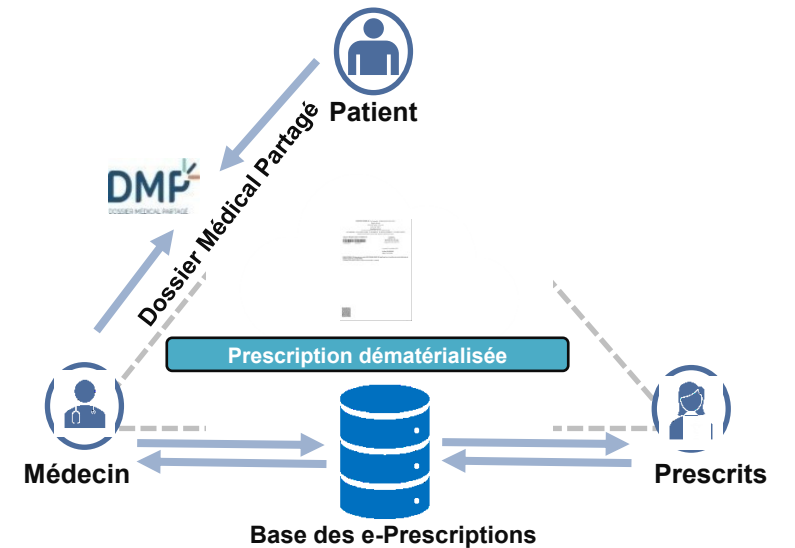 Patient
Dossier Médical Partagé
DMP
DOSSIER MÉDICAL PARTAGÉ
Prescription dématérialisée
Médecin
Prescrits
Base des e-Prescriptions